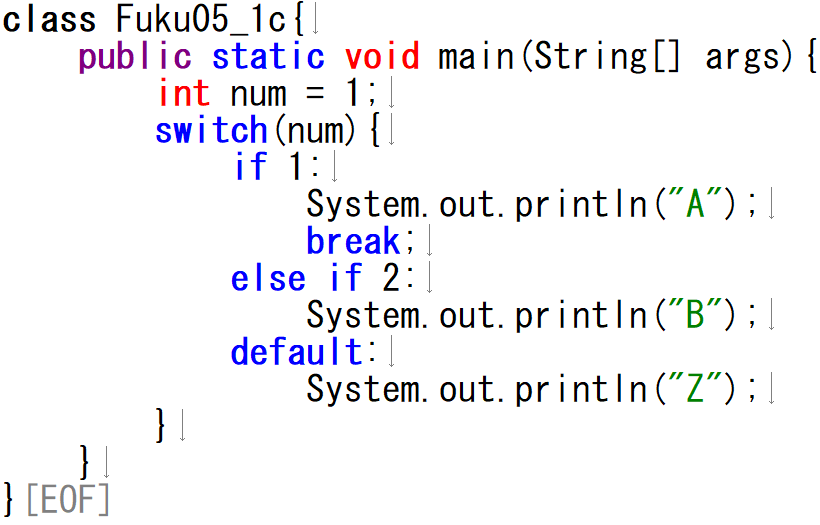 class Fuku05_1c{↓
    public static void main(String[] args){
        int num = 1;↓
        switch(num){↓
            if 1:↓
                System.out.println("A");↓
                break;↓
            else if 2:↓
                System.out.println("B");↓
            default:↓
                System.out.println("Z");↓
        }↓
    }↓
}[EOF]